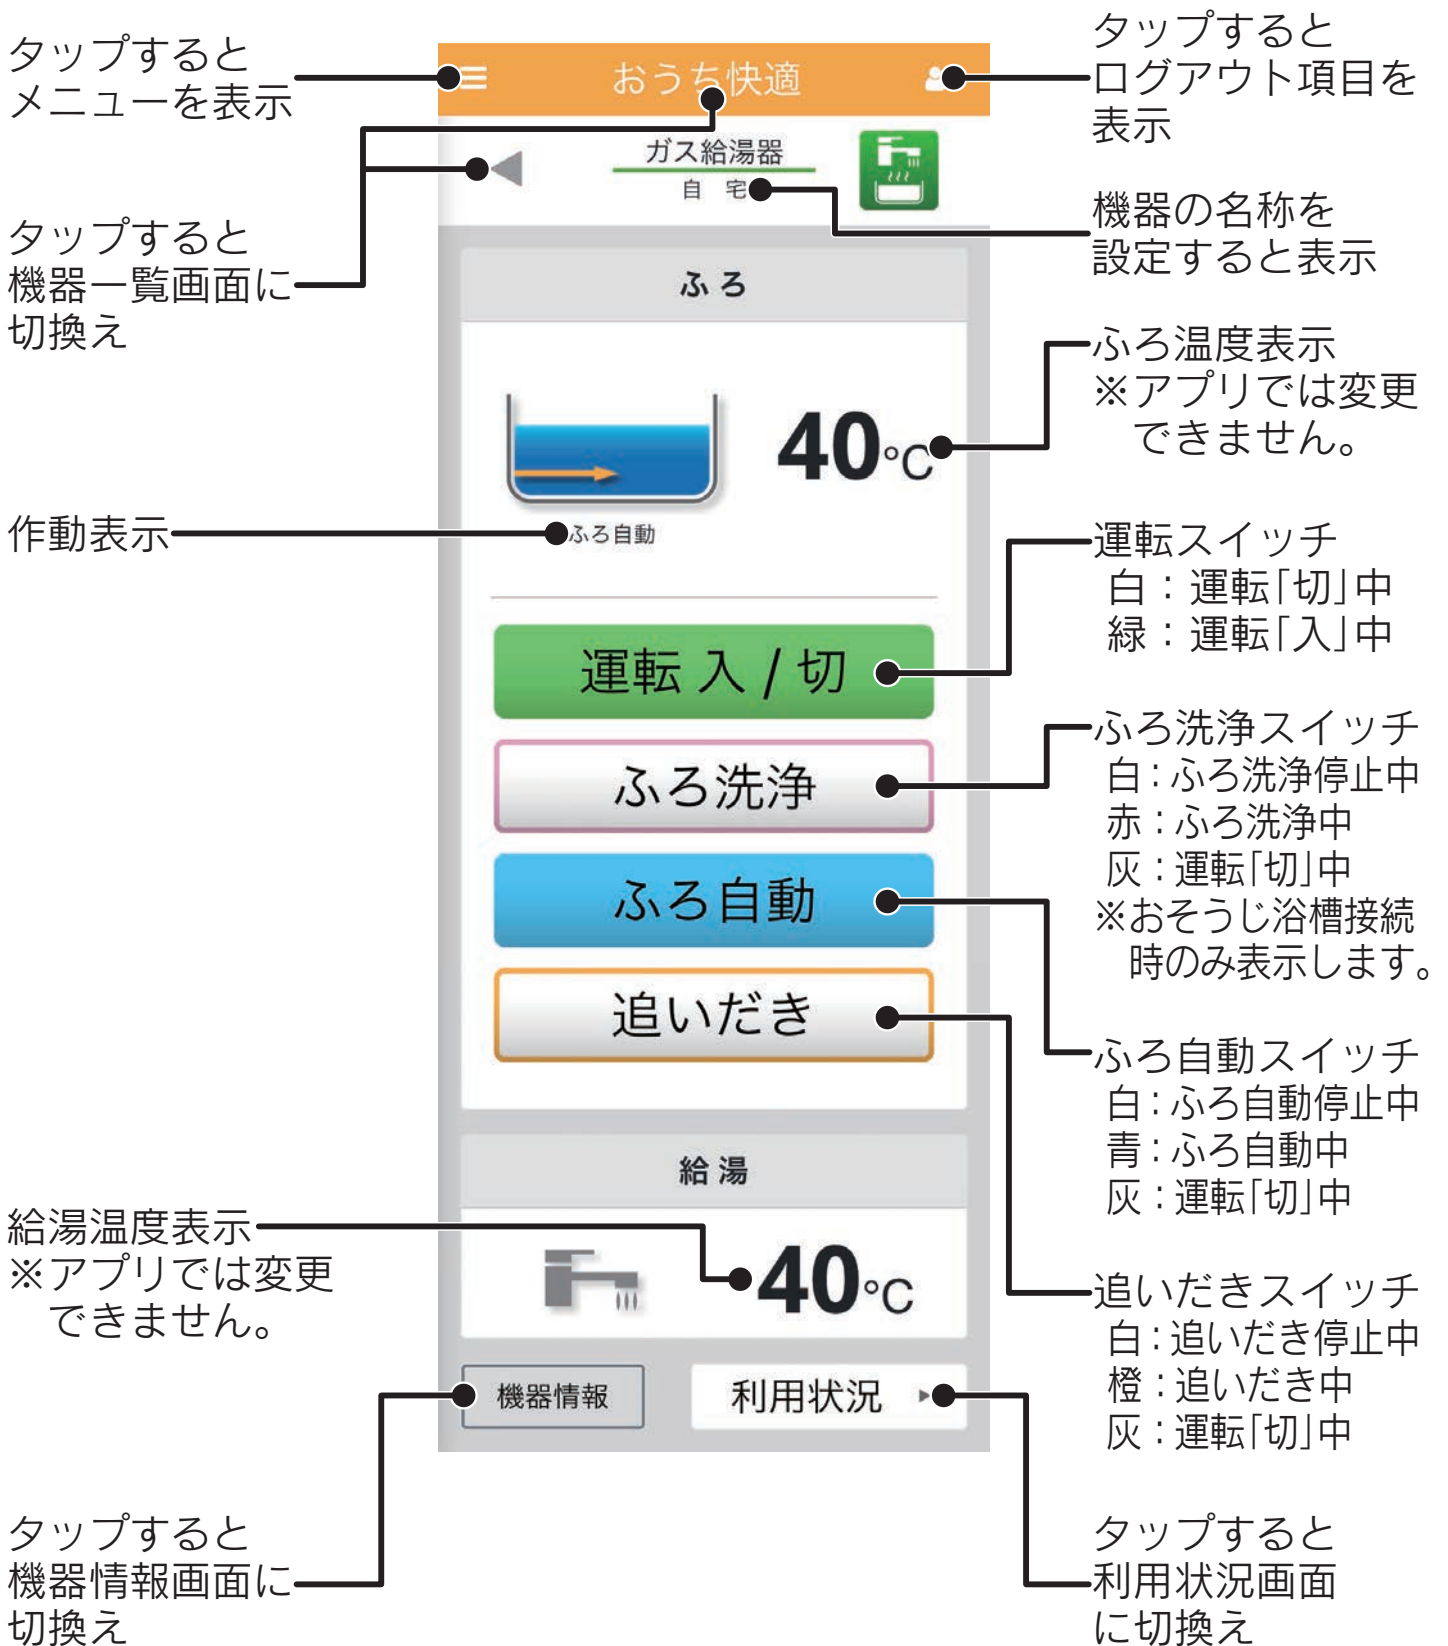 タップすると
メニューを表示
タップすると
機器一覧画面に
切換え
作動表示
給湯温度表示
※アプリでは変更
できません。
タップすると
機器情報画面に
切換え
おうち快適
ガス給湯器
自 宅
ふろ
40℃
ふろ自動
運転 入 / 切
ふろ洗浄
ふろ自動
追いだき
給湯
40℃
機器情報
利用状況
タップすると
ログアウト項目を
表示
機器の名称を
設定すると表示
ふろ温度表示
※アプリでは変更
できません。
運転スイッチ
白：運転「切」中
緑：運転「入」中
ふろ洗浄スイッチ
白：ふろ洗浄停止中
赤：ふろ洗浄中
灰：運転「切」中
※おそうじ浴槽接続
時のみ表示します。
ふろ自動スイッチ
白：ふろ自動停止中
青：ふろ自動中
灰：運転「切」中
追いだきスイッチ
白：追いだき停止中
橙：追いだき中
灰：運転「切」中
タップすると
利用状況画面
に切換え